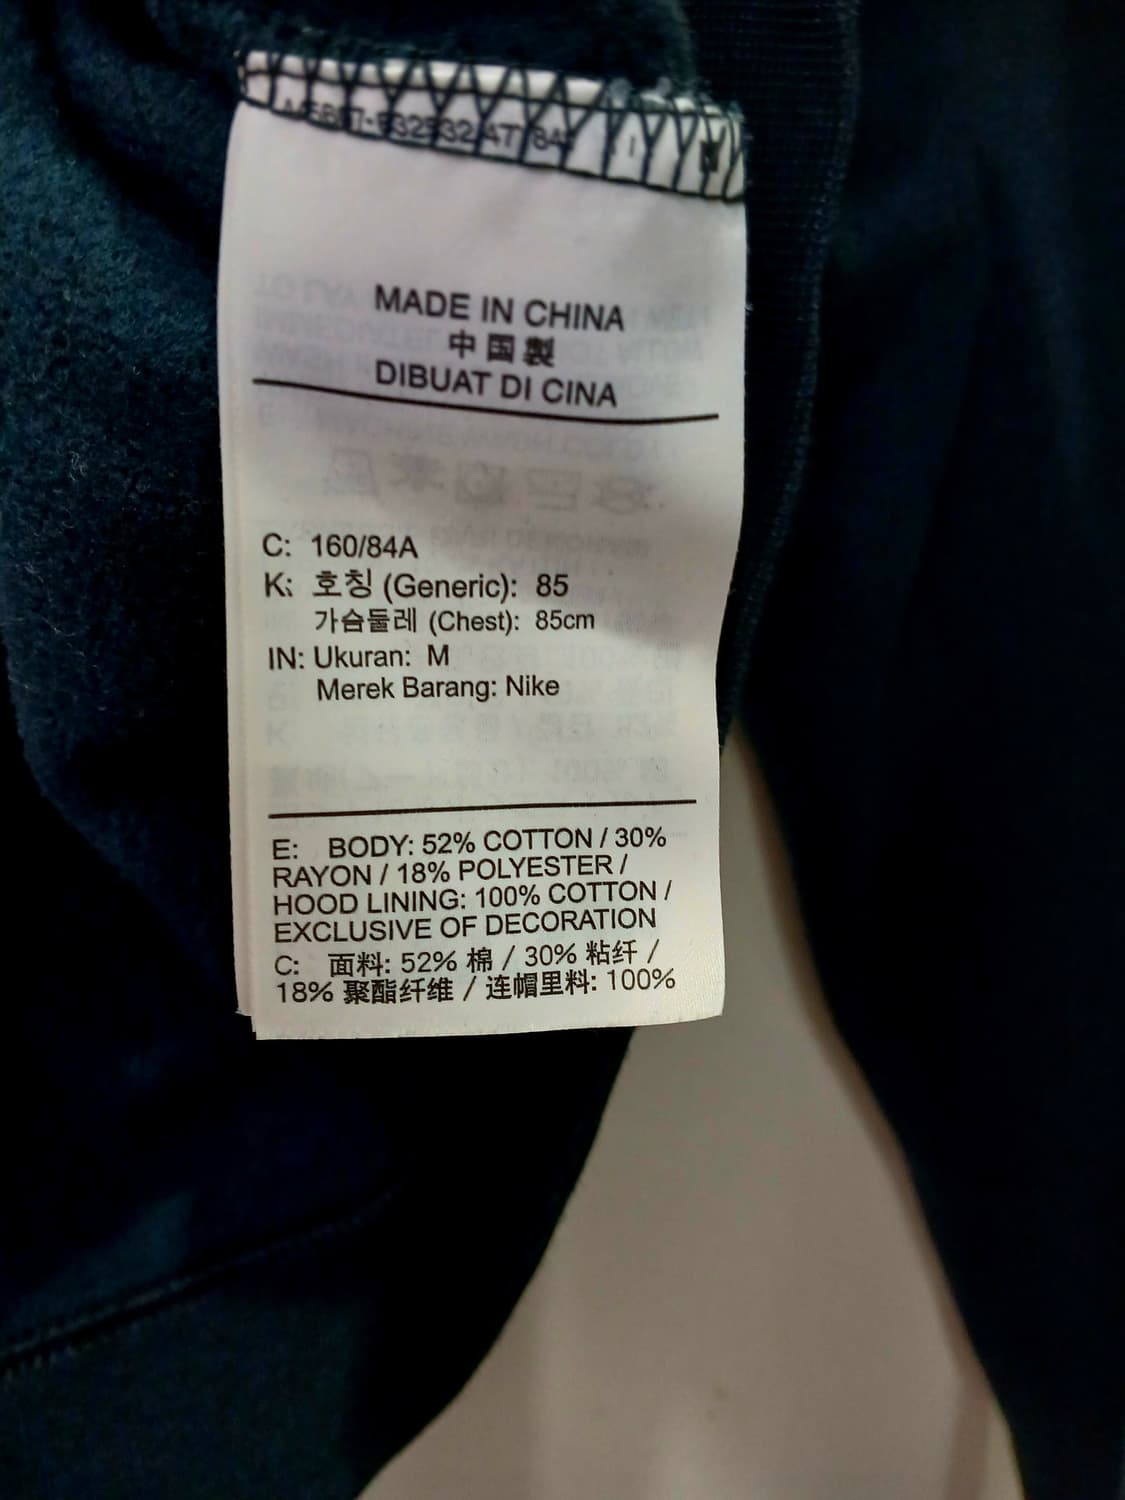 MADE IN CHINA
中国製
DIBUAT DI CINA
C: 160/84A
K: 호칭 (Generic): 85
가슴둘레 (Chest): 85cm
IN: Ukuran: M
Merek Barang: Nike
E: BODY: 52% COTTON / 30%
RAYON / 18% POLYESTER /
HOOD LINING: 100% COTTON /
EXCLUSIVE OF DECORATION
C: 面料: 52% 棉 / 30% 粘纤 /
18% 聚酯纤维 / 连帽里料: 100%